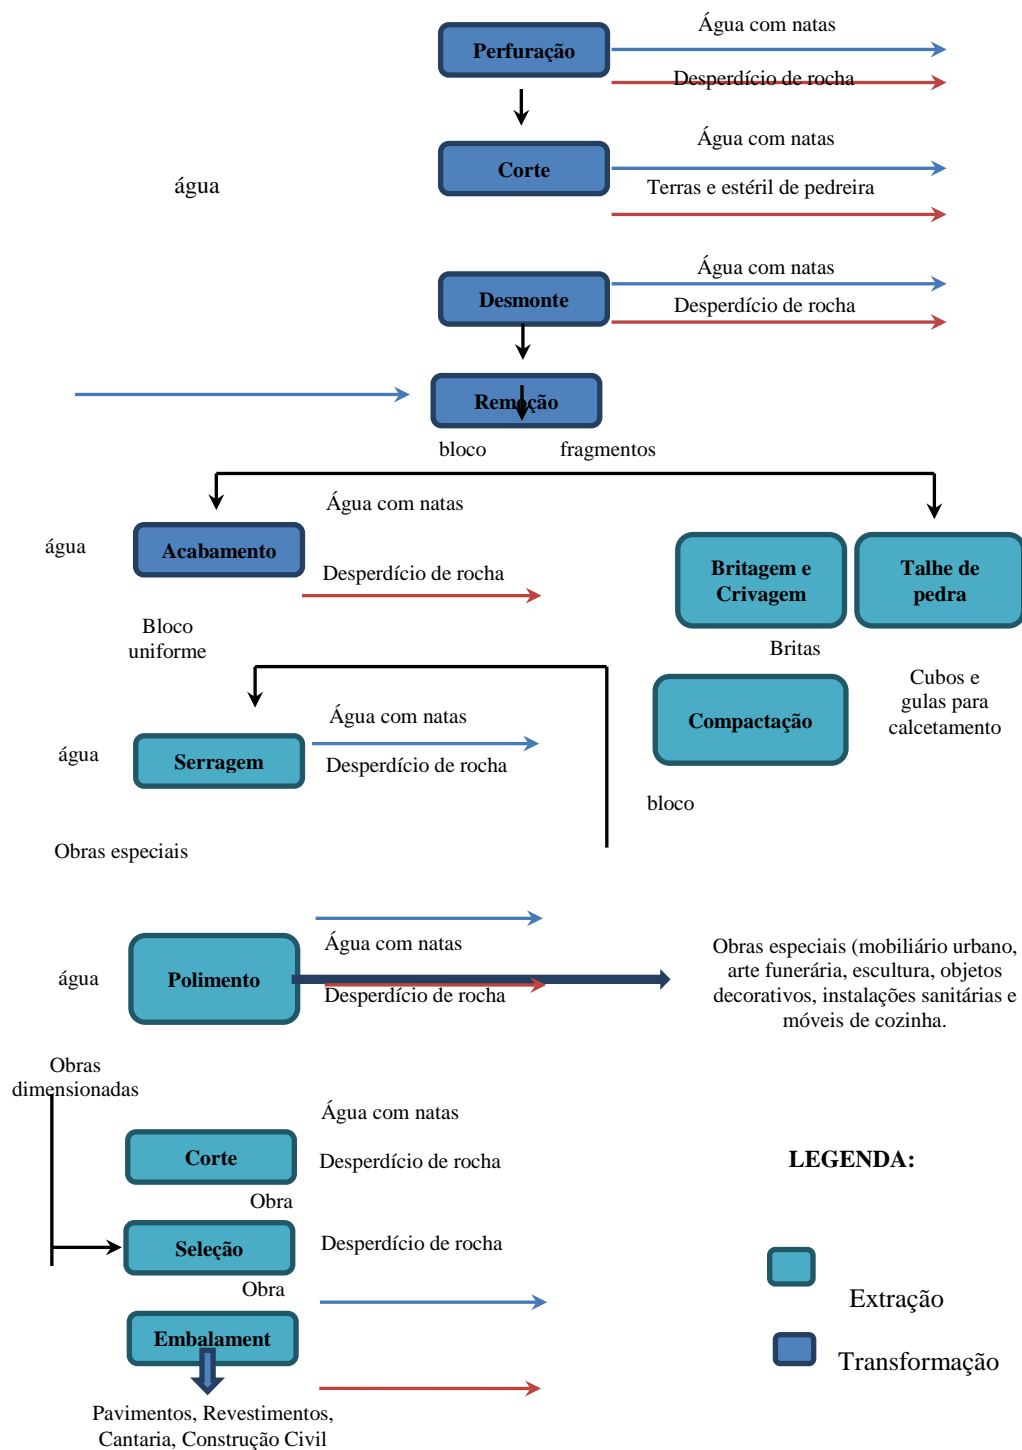 Água com natas
Perfuração
Desperdício de rocha
Água com natas
Corte
água
Terras e estéril de pedreira
Água com natas
Desmonte
Desperdício de rocha
Remoção
bloco
fragmentos
Água com natas
água
Acabamento
Desperdício de rocha
Britagem e
Crivagem
Talhe de
pedra
Bloco
uniforme
Britas
Cubos e
gulas para
calcetamento
Água com natas
Compactação
água
Serragem
Desperdício de rocha
bloco
Obras especiais
Água com natas
água
Polimento
Desperdício de rocha
Obras especiais (mobiliário urbano,
arte funerária, escultura, objetos
decorativos, instalações sanitárias e
móveis de cozinha.
Obras
dimensionadas
Água com natas
Corte
Desperdício de rocha
LEGENDA:
Obra
Seleção
Desperdício de rocha
Obra
Extração
Embalament
Transformação
Pavimentos, Revestimentos,
Cantaria, Construção Civil